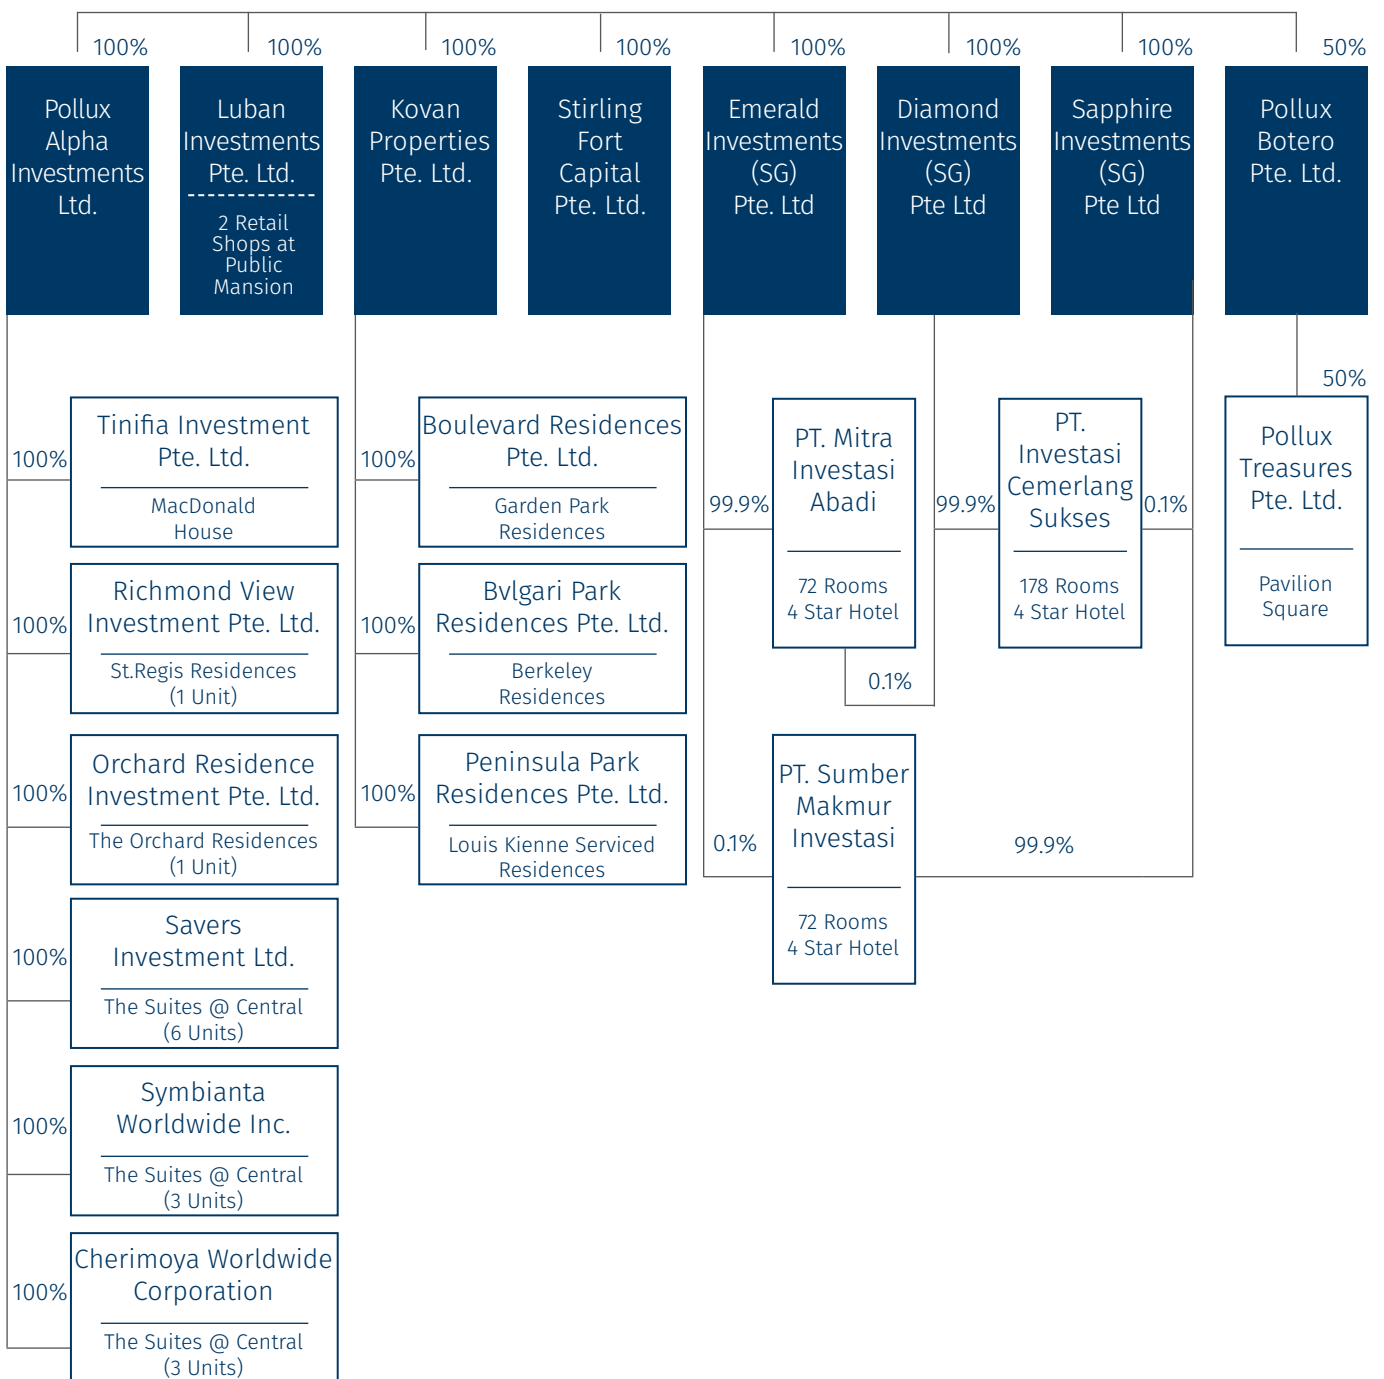 100%
100%
100%
100%
100%
100%
100%
50%
Pollux
Alpha
Investments
Ltd.
Luban
Investments
Pte. Ltd.
2 Retail
Shops at
Public
Mansion
Kovan
Properties
Pte. Ltd.
Stirling
Fort
Capital
Pte. Ltd.
Emerald
Investments
(SG)
Pte. Ltd
Diamond
Investments
(SG)
Pte Ltd
Sapphire
Investments
(SG)
Pte Ltd
Pollux
Botero
Pte. Ltd.
100%
Tinifia Investment
Pte. Ltd.
MacDonald
House
100%
Richmond View
Investment Pte. Ltd.
St.Regis Residences
(1 Unit)
100%
Orchard Residence
Investment Pte. Ltd.
The Orchard Residences
(1 Unit)
100%
Savers
Investment Ltd.
The Suites @ Central
(6 Units)
100%
Symbianta
Worldwide Inc.
The Suites @ Central
(3 Units)
100%
Cherimoya Worldwide
Corporation
The Suites @ Central
(3 Units)
100%
Boulevard Residences
Pte. Ltd.
Garden Park
Residences
100%
Bvlgari Park
Residences Pte. Ltd.
Berkeley
Residences
100%
Peninsula Park
Residences Pte. Ltd.
Louis Kienne Serviced
Residences
99.9%
PT. Mitra
Investasi
Abadi
72 Rooms
4 Star Hotel
0.1%
0.1%
PT. Sumber
Makmur
Investasi
72 Rooms
4 Star Hotel
99.9%
99.9%
PT.
Investasi
Cemerlang
Sukses
178 Rooms
4 Star Hotel
0.1%
50%
Pollux
Treasures
Pte. Ltd.
Pavilion
Square